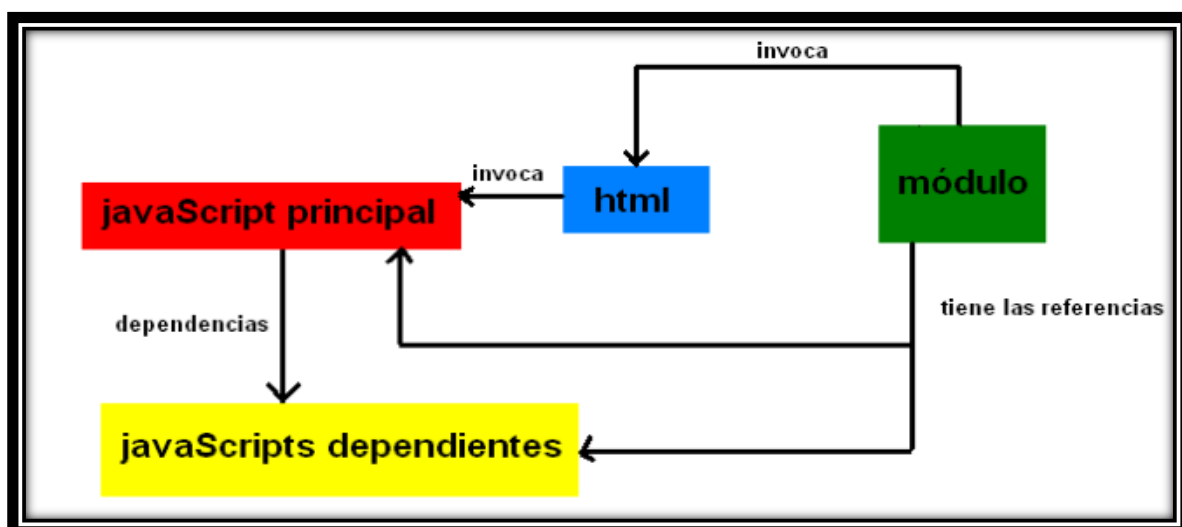 invoca
invoca
html
módulo
javaScript principal
tiene las referencias
dependencias
javaScripts dependientes